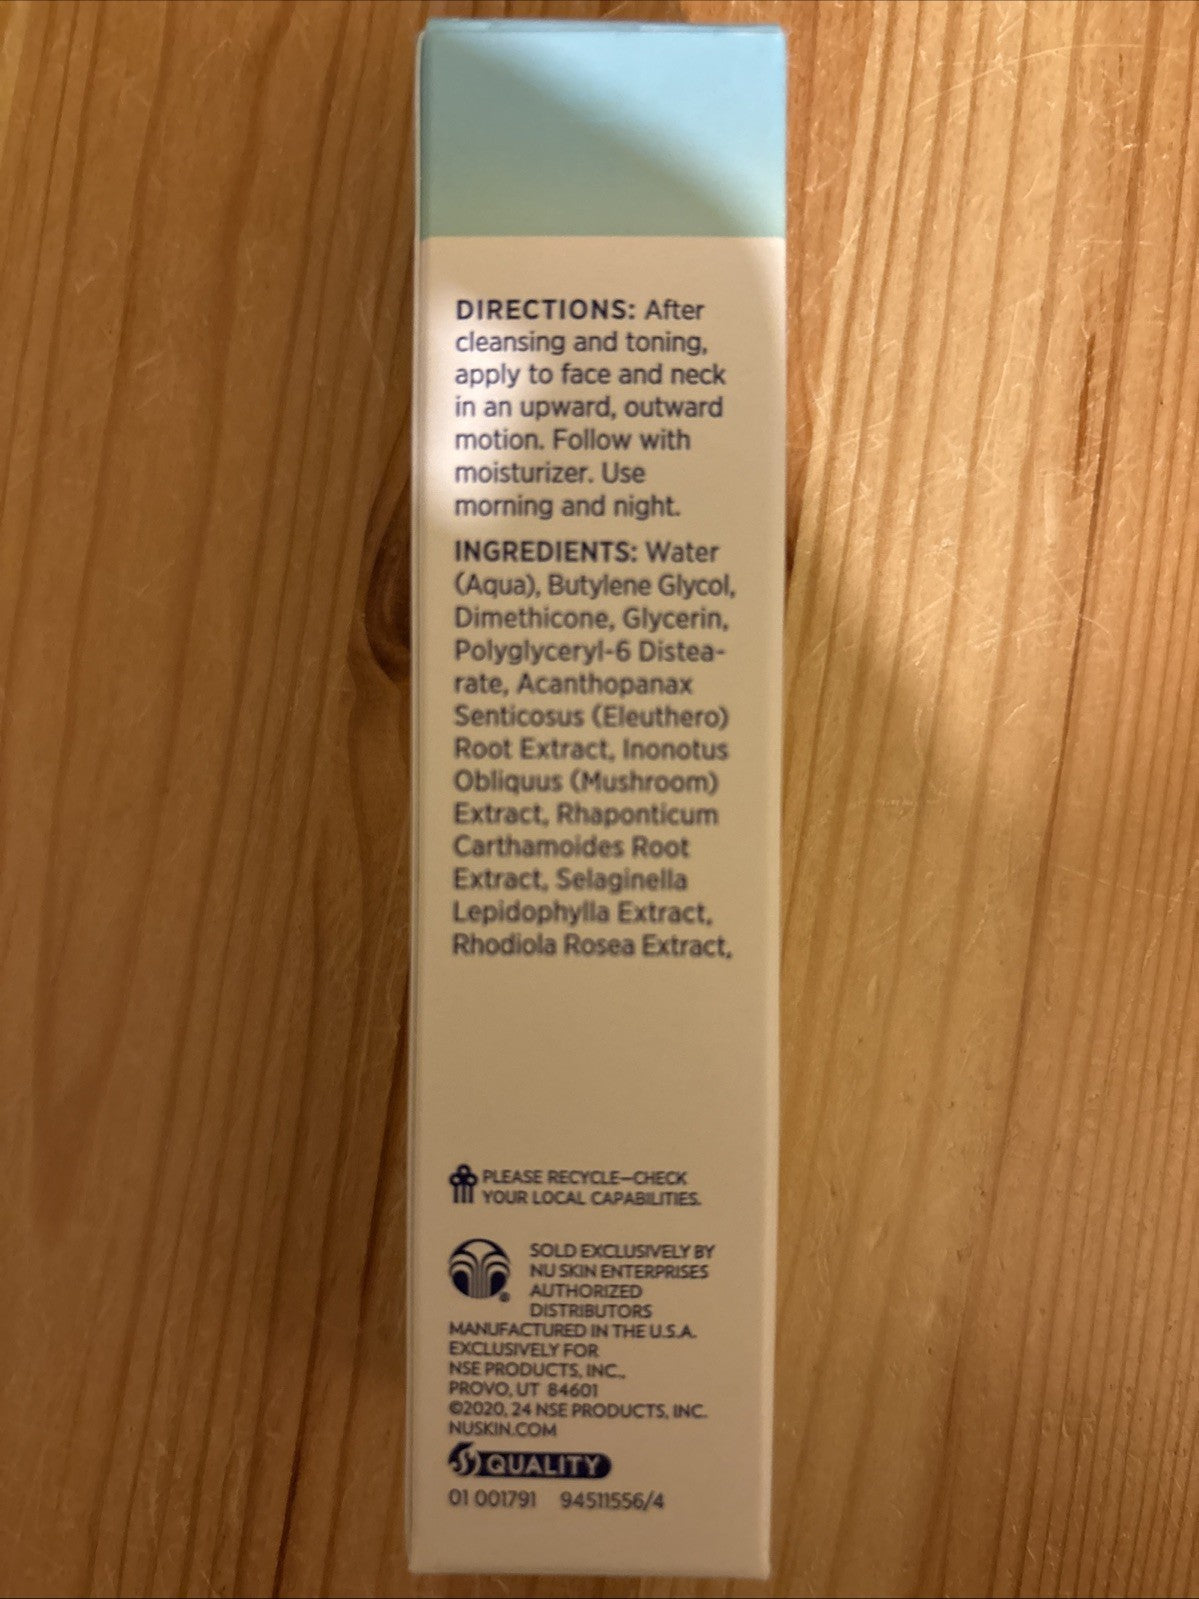 DIRECTIONS: After
cleansing and toning,
apply to face and neck
in an upward, outward
motion. Follow with
moisturizer. Use
morning and night.
INGREDIENTS: Water
(Aqua), Butylene Glycol,
Dimethicone, Glycerin,
Polyglyceryl-6 Distea-
rate, Acanthopanax
Senticosus (Eleuthero)
Root Extract, Inonotus
Obliquus (Mushroom)
Extract, Rhaponticum
Carthamoides Root
Extract, Selaginella
Lepidophylla Extract,
Rhodiola Rosea Extract,
PLEASE RECYCLE—CHECK
YOUR LOCAL CAPABILITIES.
SOLD EXCLUSIVELY BY
NU SKIN ENTERPRISES
AUTHORIZED
DISTRIBUTORS
MANUFACTURED IN THE U.S.A.
EXCLUSIVELY FOR
NSE PRODUCTS, INC.,
PROVO, UT 84601
©2020, 24 NSE PRODUCTS, INC.
NUSKIN.COM
6S QUALITY
01 001791 94511556/4